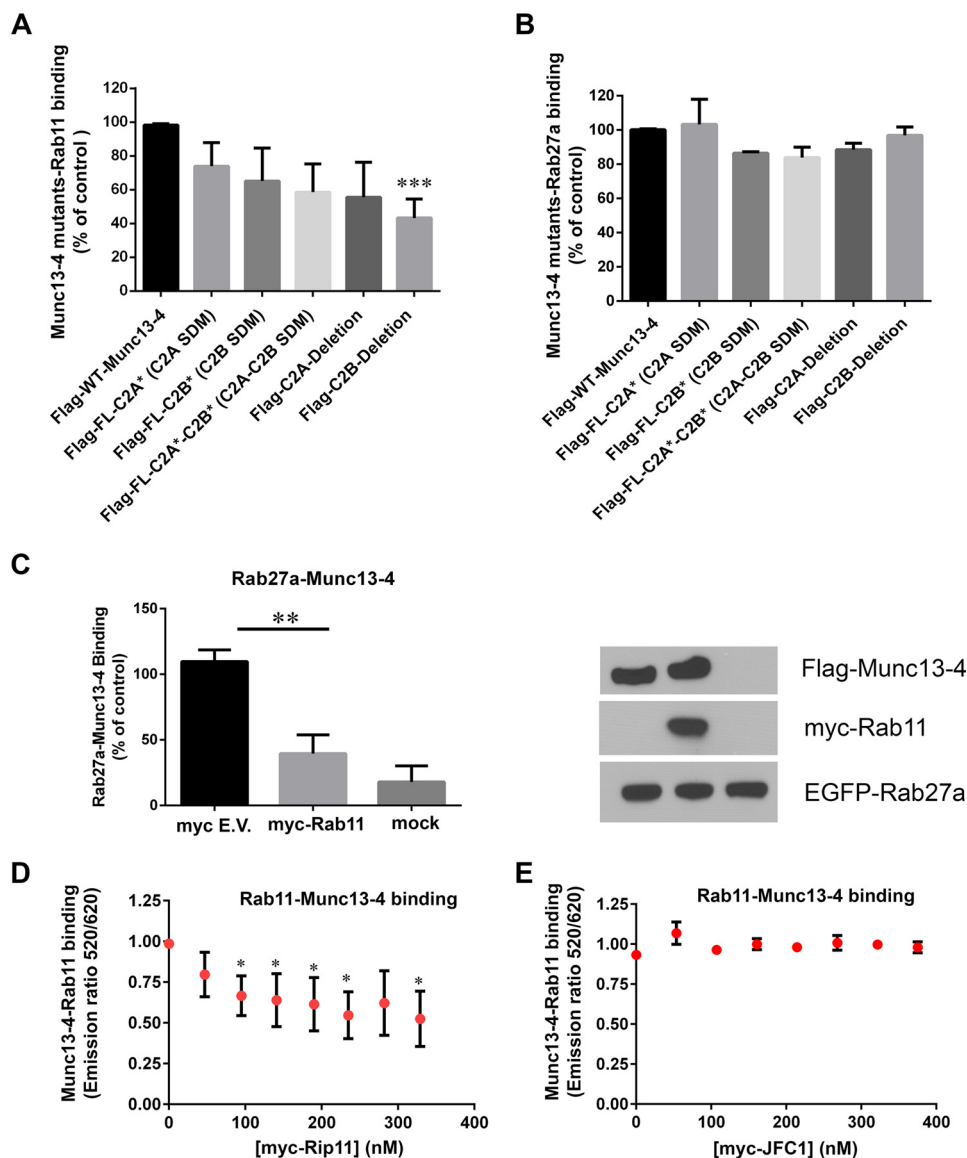 A
Munc13-4 mutants-Rab11 binding
(% of control )
120
100
80
60
40
20
0
***
Flag-WT-Munc13-4
Flag-FL-C2A* (C2A SDM)
Flag-FL-C2B* (C2B SDM)
Flag-FL-C2A*-C2B* (C2A-C2B SDM)
Flag-C2A-Deletion
Flag-C2B-Deletion
B
Munc13-4 mutants-Rab27a binding
(% of control)
120
100
80
60
40
20
0
Flag-WT-Munc13-4
Flag-FL-C2A* (C2A SDM)
Flag-FL-C2B* (C2B SDM)
Flag-FL-C2A*-C2B* (C2A-C2B SDM)
Flag-C2A-Deletion
Flag-C2B-Deletion
C
Rab27a-Munc13-4
Rab27a-Munc13-4 Binding
(% of control)
150
100
50
0
**
myc E.V.
myc-Rab11
mock
Flag-Munc13-4
myc-Rab11
EGFP-Rab27a
D
Rab11-Munc13-4 binding
Munc13-4-Rab11 binding
(Emission ratio 520/620)
1.25
1.00
0.75
0.50
0.25
0.00
* * * * *
0 100 200 300 400
[myc-Rip11] (nM)
E
Rab11-Munc13-4 binding
Munc13-4-Rab11 binding
(Emission ratio 520/620)
1.25
1.00
0.75
0.50
0.25
0.00
0 100 200 300 400
[myc-JFC1] (nM)